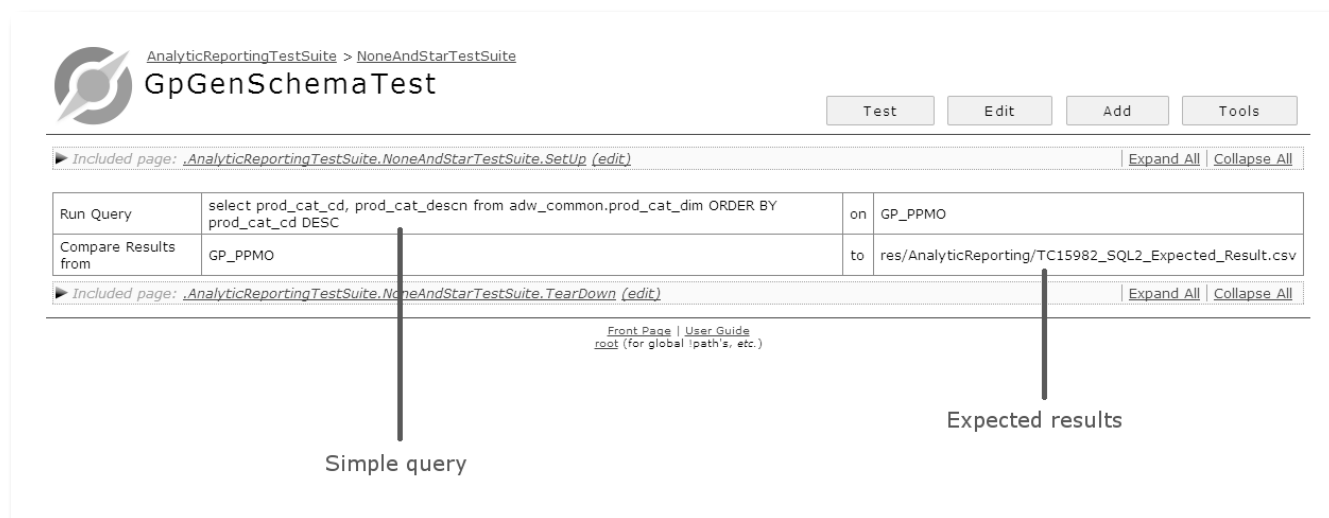 AnalyticReportingTestSuite > NoneAndStarTestSuite
GpGenSchemaTest
Test Edit Add Tools
Included page: .AnalyticReportingTestSuite.NoneAndStarTestSuite.SetUp (edit) Expand All | Collapse All
Run Query select prod_cat_cd, prod_cat_descn from adw_common.prod_cat_dim ORDER BY on GP_PPMO
prod_cat_cd DESC
Compare Results GP_PPMO to res/AnalyticReporting/TC15982_SQL2_Expected_Result.csv
from
Included page: .AnalyticReportingTestSuite.NoneAndStarTestSuite.TearDown (edit) Expand All | Collapse All
Front Page | User Guide
root (for global !path's, etc.)
Expected results
Simple query